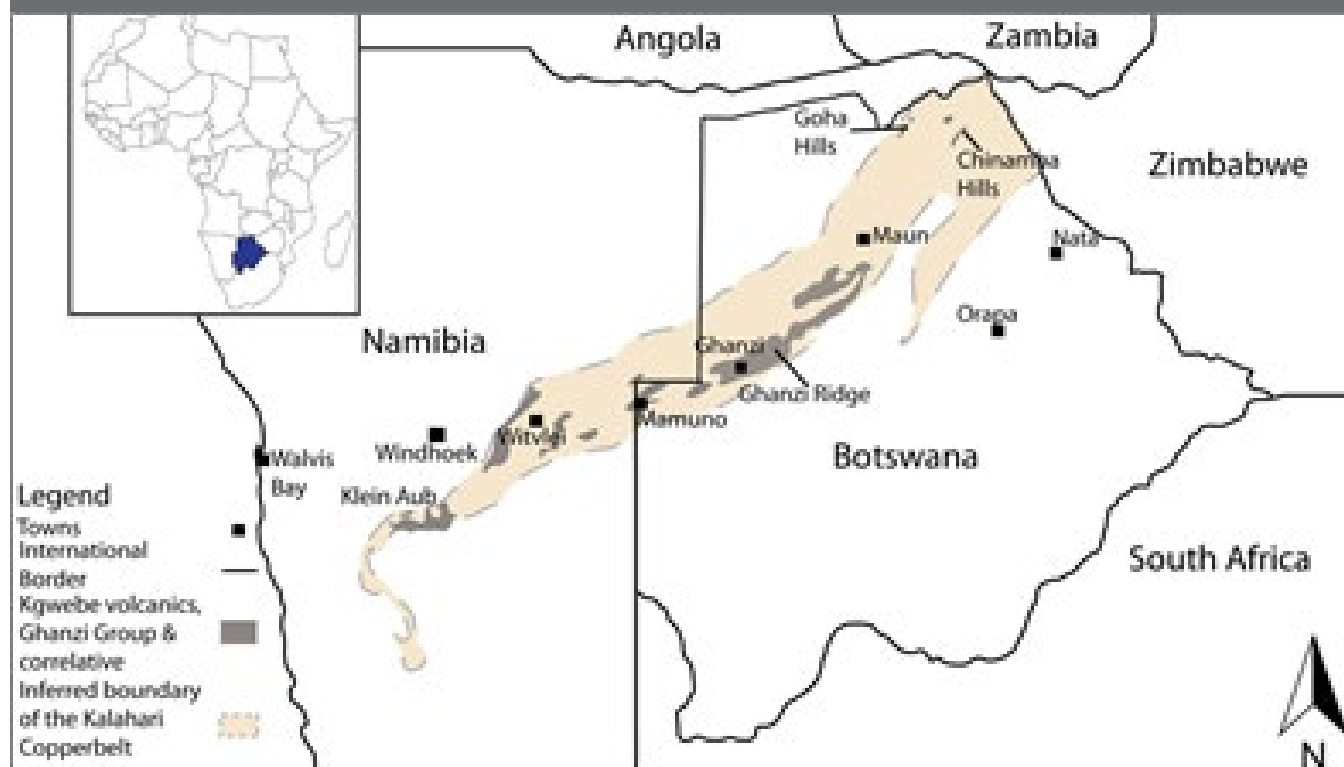 Angola
Zambia
Goha
Hills
Chinamba
Hills
Zimbabwe
Maun
Nata
Orapa
Namibia
Ghanzi
Ghanzi Ridge
Mamuno
Witvlei
Windhoek
Botswana
Walvis
Bay
Klein Aub
South Africa
Legend
Towns
International
Border
Kgwebe volcanics,
Ghanzi Group &
correlative
Inferred boundary
of the Kalahari
Copperbelt
N